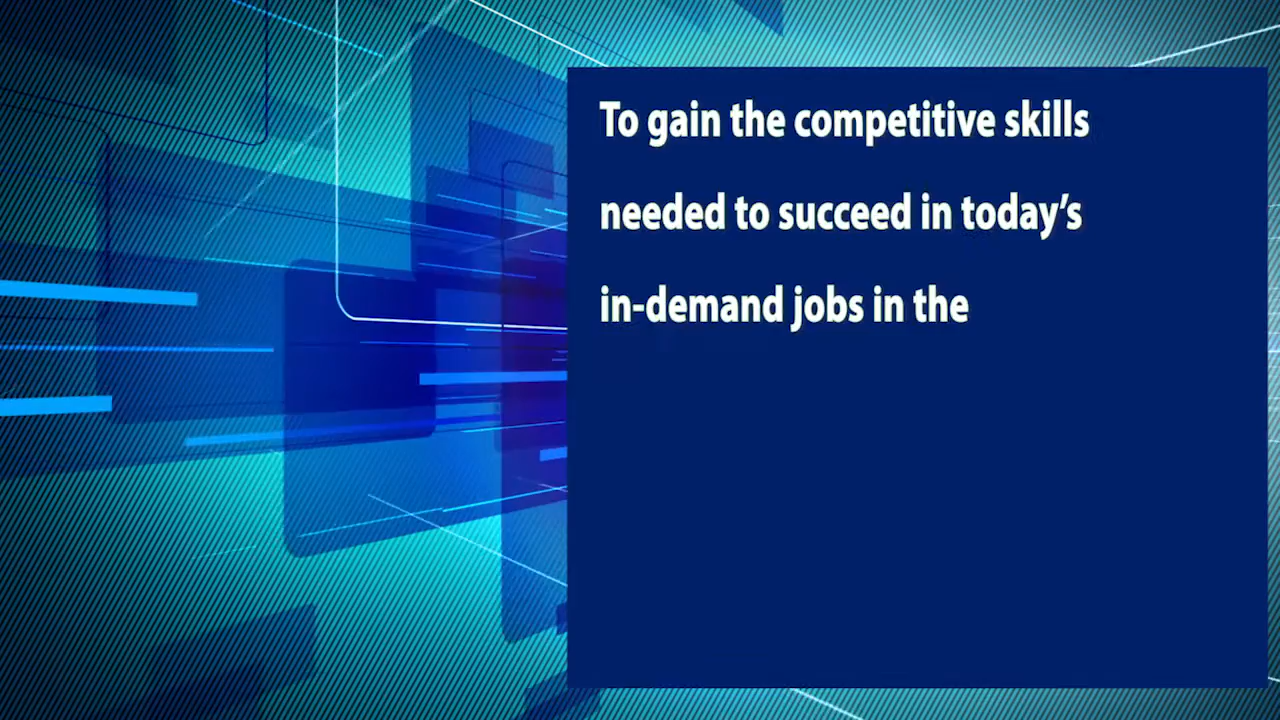 To gain the competitive skills
needed to succeed in today’s
in-demand jobs in the